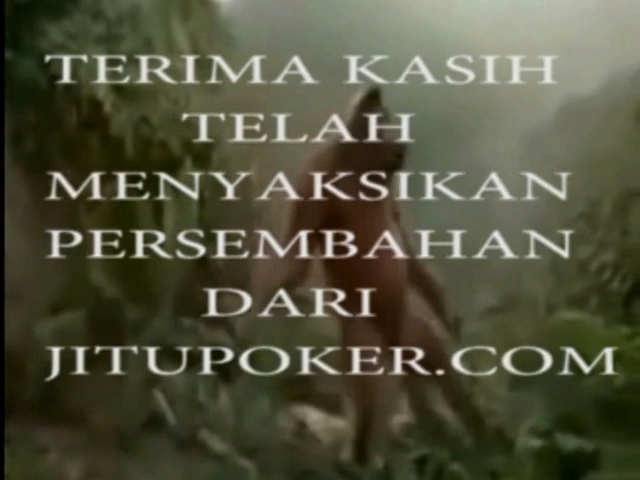 TERIMA KASIH
TELAH
MENYAKSIKAN
PERSEMBAHAN
DARI
JITUPOKER.COM